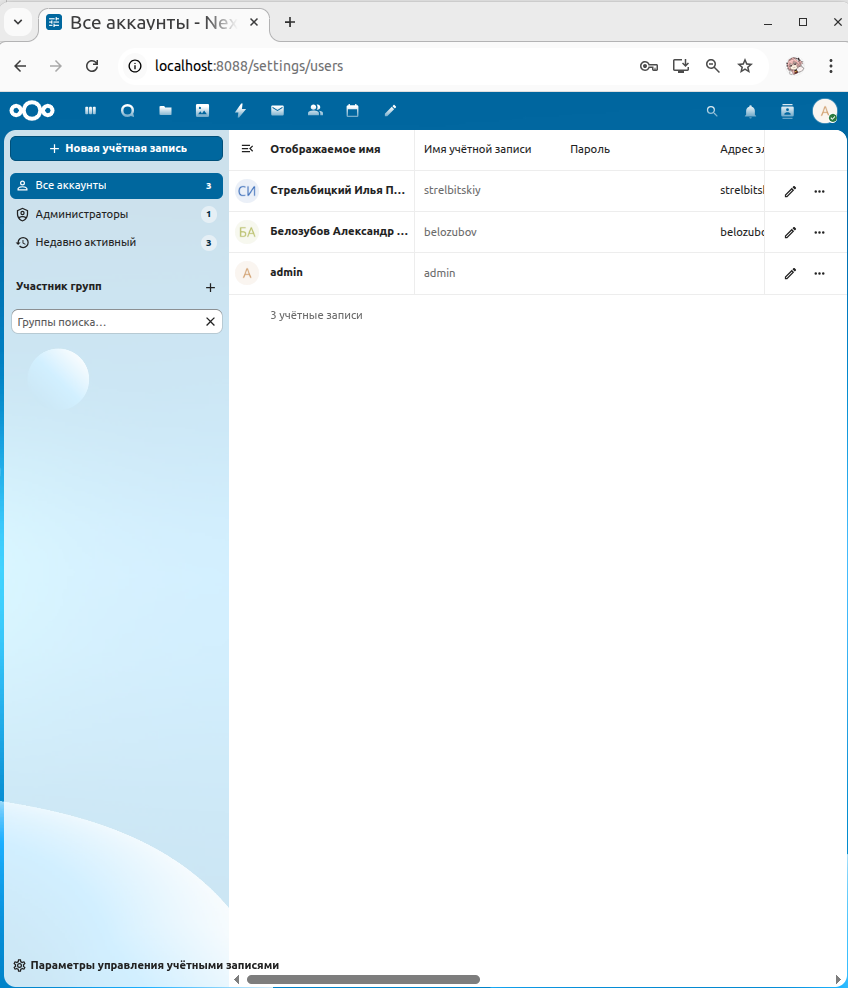 Все аккаунты - Nex
localhost:8088/settings/users
A
Новая учётная запись
Все аккаунты 3
Администраторы 1
Недавно активный 3
Участник групп
Группы поиска...
Параметры управления учётными записями
Отображаемое имя Имя учётной записи Пароль Адрес эл
СИ Стрельбицкий Илья П... strelbitskiy strelbitsl
БА Белозубов Александр ... belozubov belozubo
A admin admin
3 учётные записи